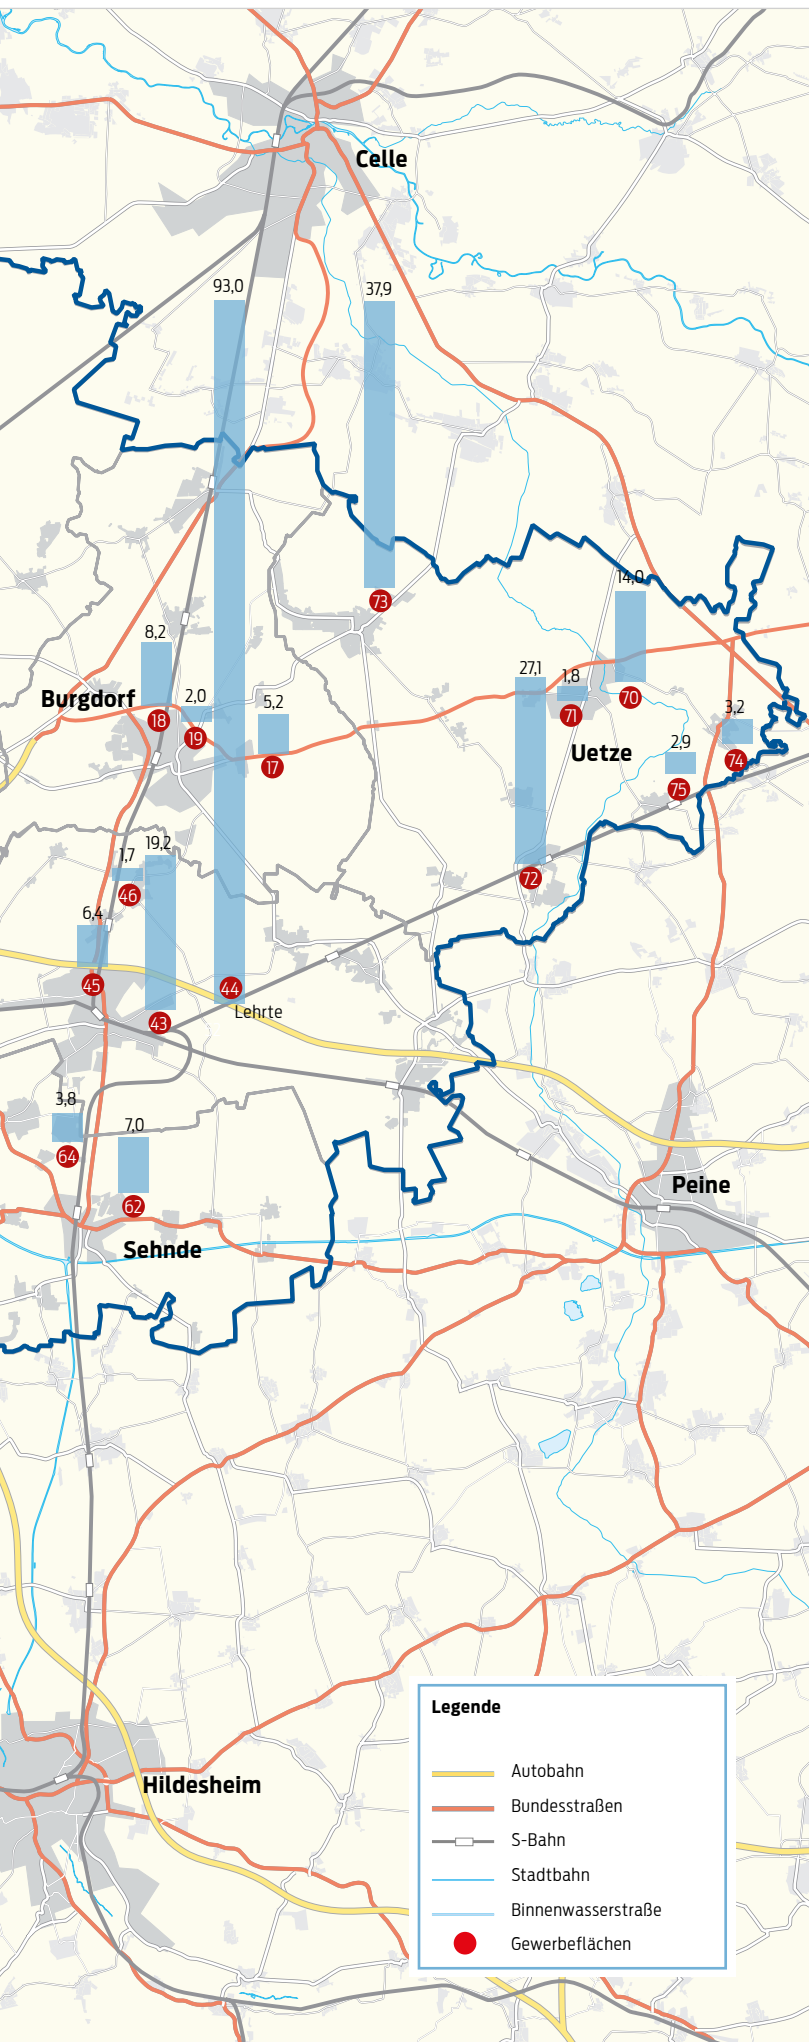 Celle
93,0
37,9
73
14,0
8,2
27,1
1,8
Burgdorf
2,0
5,2
70
3,2
18
19
71
17
Uetze
2,9
74
75
1,7
19,2
72
46
6,4
45
44
43
Lehrte
3,8
7,0
64
62
Peine
Sehnde
Hildesheim
Legende
Autobahn
Bundesstraßen
S-Bahn
Stadtbahn
Binnenwasserstraße
Gewerbeflächen